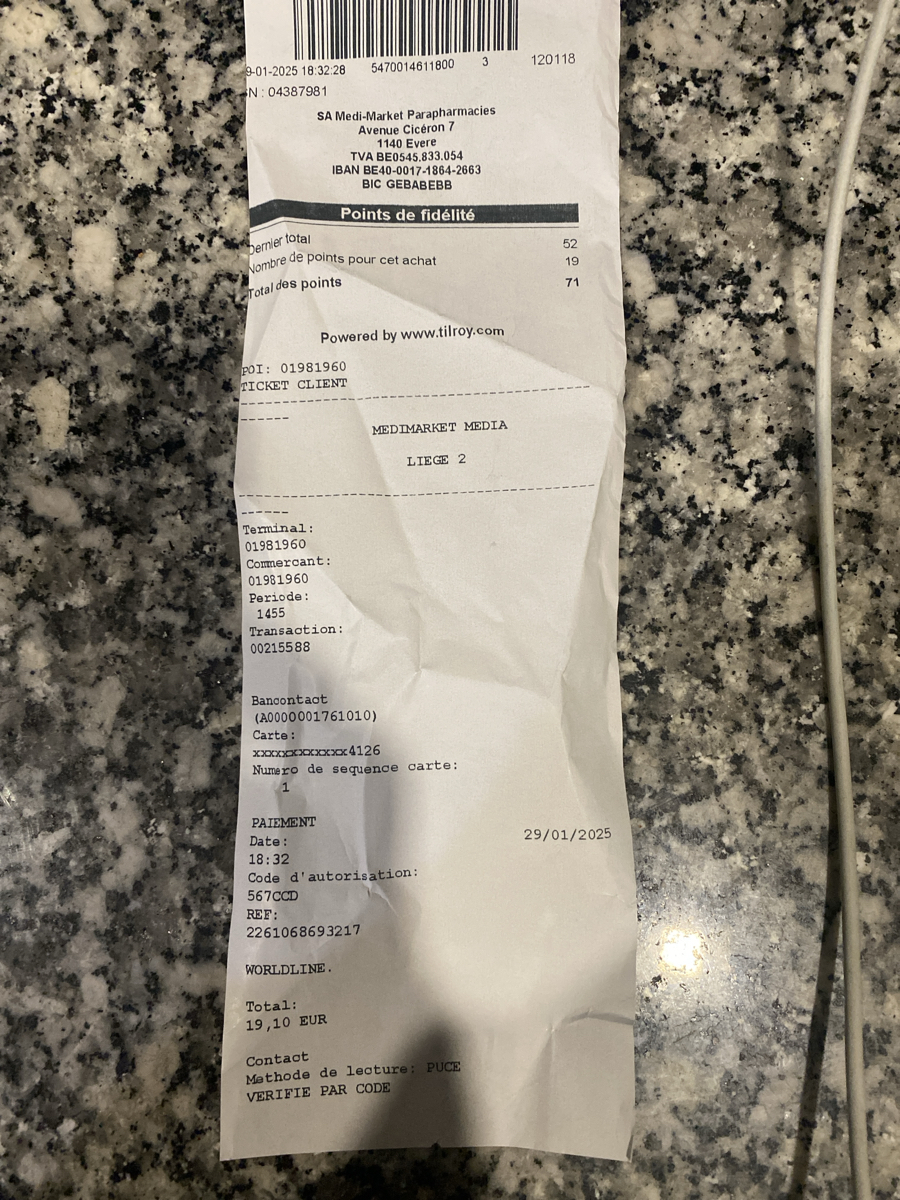 9-01-2025 18:32:28 5470014611800 3 120118
N : 04387981
SA Medi-Market Parapharmacies
Avenue Cicéron 7
1140 Evere
TVA BE0545.833.054
IBAN BE40-0017-1864-2663
BIC GEBABEBB
Points de fidélité
Dernier total 52
Nombre de points pour cet achat 19
Total des points 71
Powered by www.tilroy.com
POI: 01981960
TICKET CLIENT
------------------------------------------
------
MEDIMARKET MEDIA
LIEGE 2
------------------------------------------
------
Terminal:
01981960
Commercant:
01981960
Periode:
1455
Transaction:
00215588
Bancontact
(A0000001761010)
Carte:
xxxxxxxxxxxxx4126
Numero de sequence carte:
1
PAIEMENT
Date: 29/01/2025
18:32
Code d'autorisation:
567CCD
REF:
2261068693217
WORLDLINE.
Total:
19,10 EUR
Contact
Methode de lecture: PUCE
VERIFIE PAR CODE